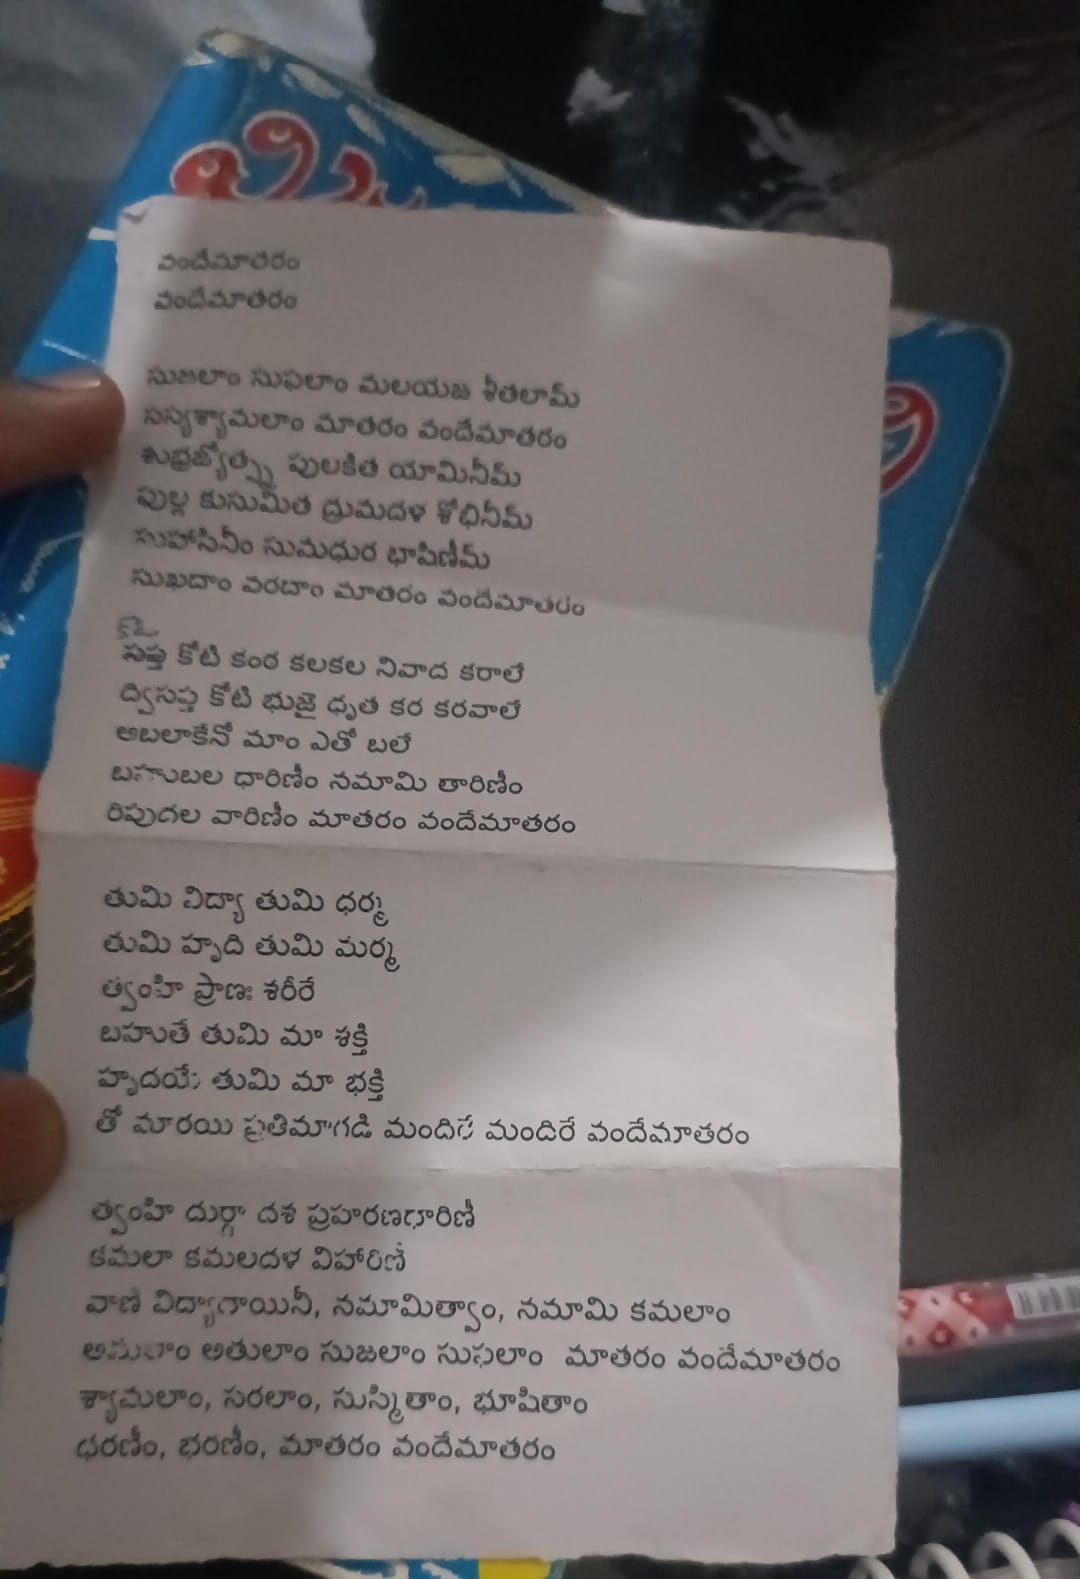 వందేమాతరం
వందేమాతరం
సుజలాం సుఫలాం మలయజ శీతలామ్
సస్యశ్యామలాం మాతరం వందేమాతరం
శుభ్రజ్యోత్స్న పులకిత యామినీమ్
పుల్ల కుసుమిత ద్రుమదళ శోభినీమ్
సుహాసినీం సుమధుర భాషిణీమ్
సుఖదాం వరదాం మాతరం వందేమాతరం
సప్త కోటి కంఠ కలకల నినాద కరాలే
ద్విసప్త కోటి భుజై ధృత కర కరవాలే
అబలాకేనో మాం ఎతో బలే
బహుబల ధారిణీం నమామి తారిణీం
రిపుదల వారిణీం మాతరం వందేమాతరం
తుమి విద్యా తుమి ధర్మ
తుమి హృది తుమి మర్మ
త్వంహి ప్రాణః శరీరే
బహుతే తుమి మా శక్తి
హృదయే తుమి మా భక్తి
తో మారయి ప్రతిమాగడి మందిరే మందిరే వందేమాతరం
త్వంహి దుర్గా దశ ప్రహరణధారిణీ
కమలా కమలదళ విహారిణీ
వాణీ విద్యాదాయినీ, నమామిత్వాం, నమామి కమలాం
అమలాం అతులాం సుజలాం సుఫలాం మాతరం వందేమాతరం
శ్యామలాం, సరలాం, సుస్మితాం, భూషితాం
ధరణీం, భరణీం, మాతరం వందేమాతరం